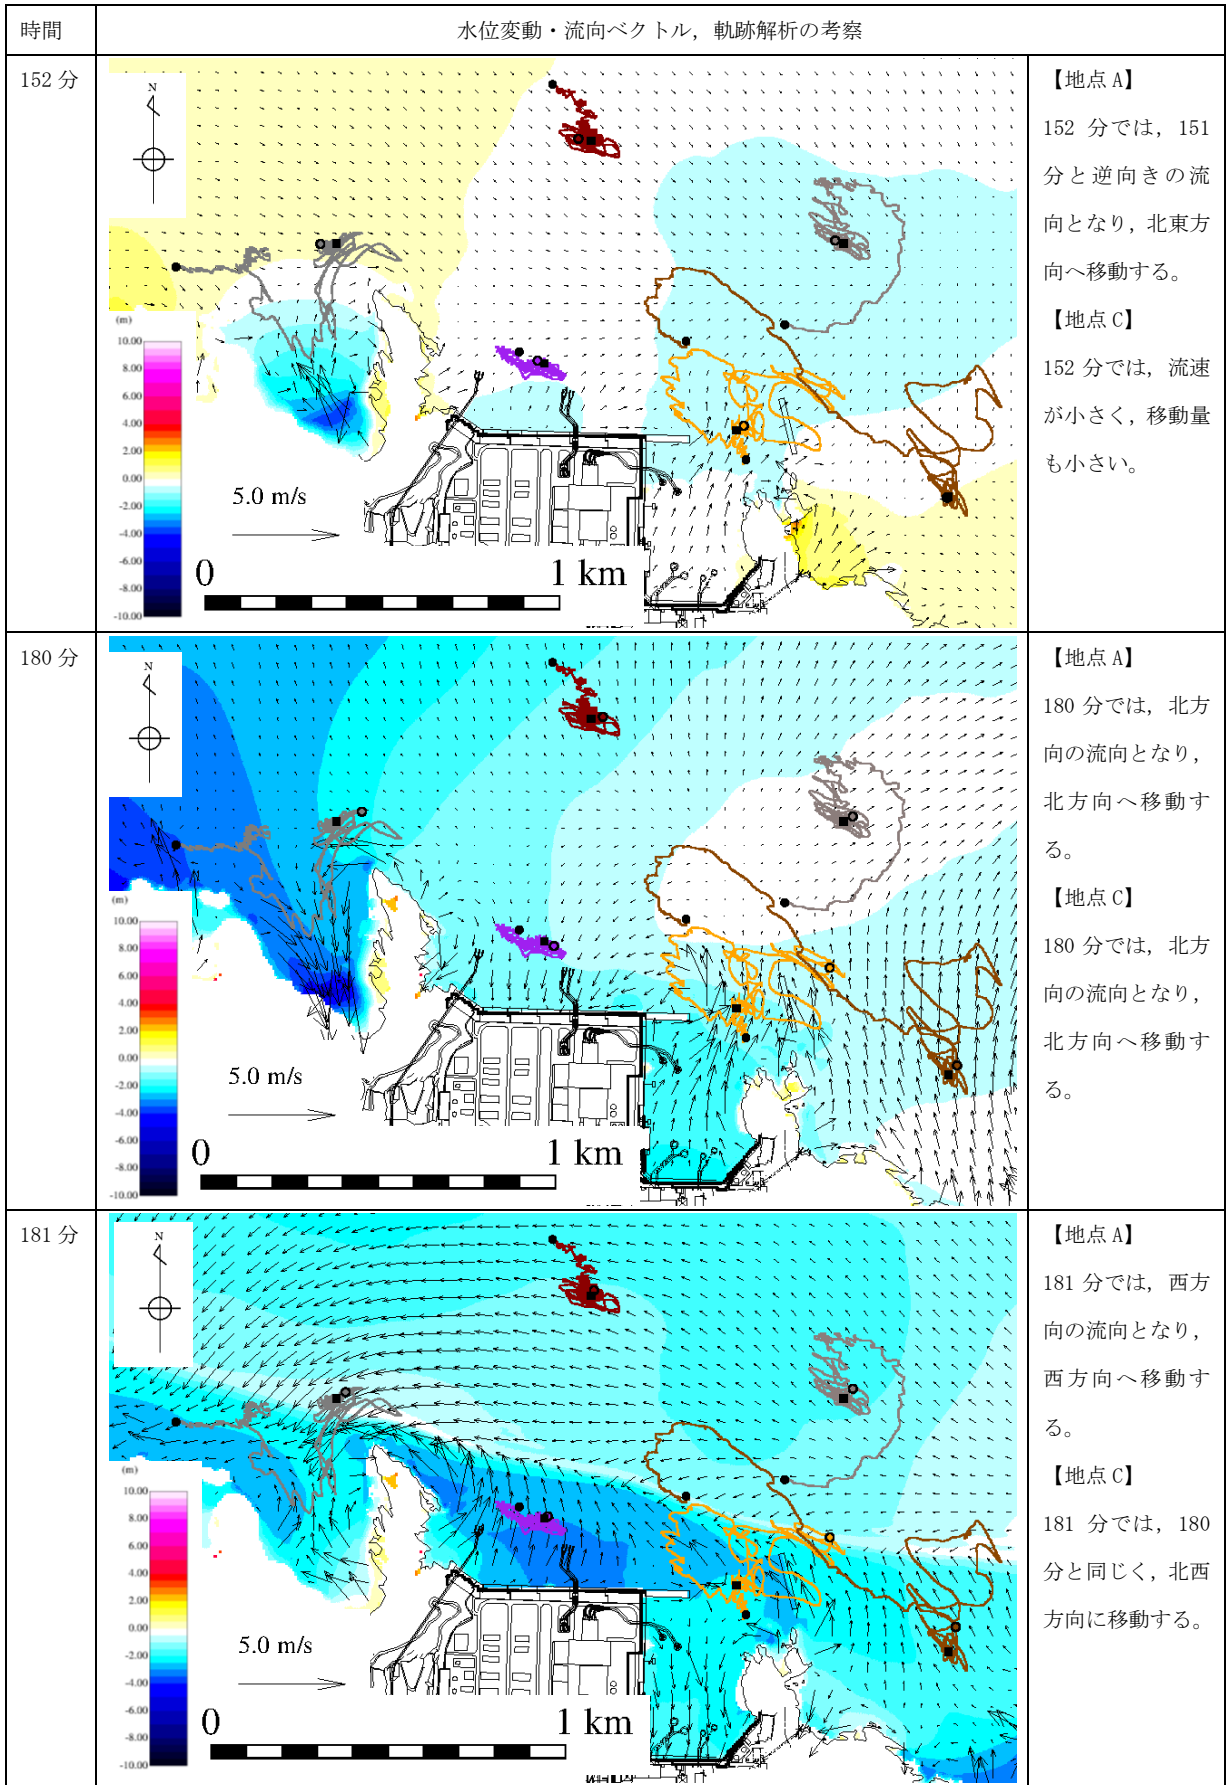 時間
水位変動・流向ベクトル，軌跡解析の考察
152 分
N
(m)
10.00
8.00
6.00
4.00
2.00
0.00
-2.00
-4.00
-6.00
-8.00
-10.00
5.0 m/s
0
1 km
【地点 A】
152 分では，151
分と逆向きの流
向となり，北東方
向へ移動する。
【地点 C】
152 分では，流速
が小さく，移動量
も小さい。
180 分
N
(m)
10.00
8.00
6.00
4.00
2.00
0.00
-2.00
-4.00
-6.00
-8.00
-10.00
5.0 m/s
0
1 km
【地点 A】
180 分では，北方
向の流向となり，
北方向へ移動す
る。
【地点 C】
180 分では，北方
向の流向となり，
北方向へ移動す
る。
181 分
N
(m)
10.00
8.00
6.00
4.00
2.00
0.00
-2.00
-4.00
-6.00
-8.00
-10.00
5.0 m/s
0
1 km
【地点 A】
181 分では，西方
向の流向となり，
西方向へ移動す
る。
【地点 C】
181 分では，180
分と同じく，北西
方向に移動する。